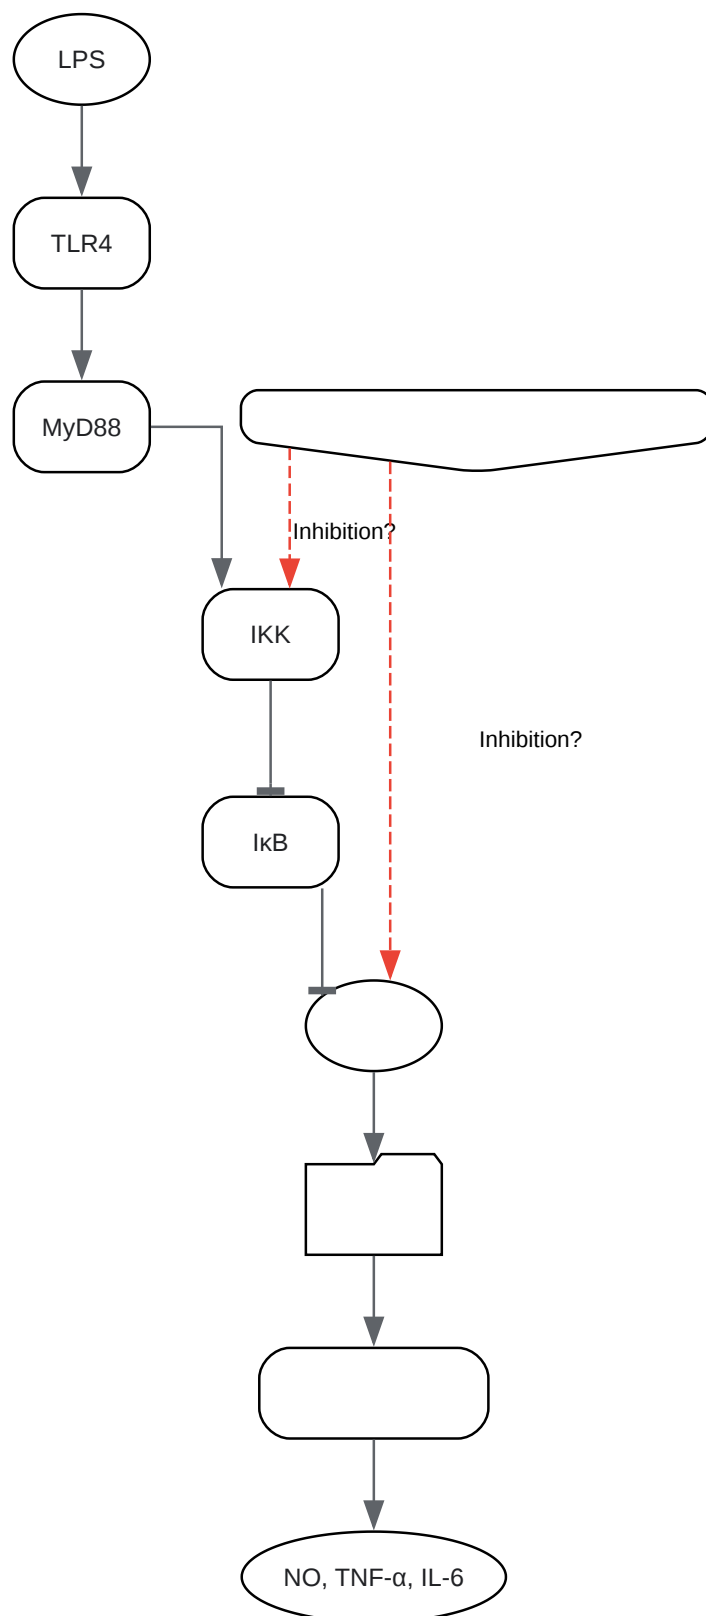 LPS
TLR4
MyD88
Inhibition?
IKK
Inhibition?
IκB
NO, TNF-α, IL-6